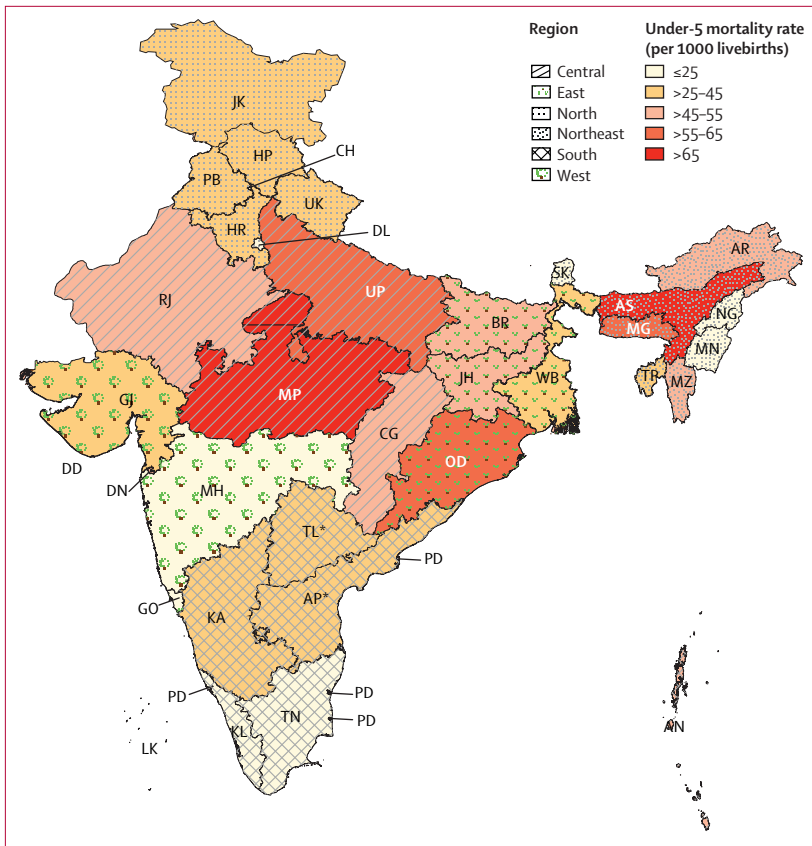 Region
Central
East
North
Northeast
South
West
Under-5 mortality rate
(per 1000 livebirths)
≤25
>25–45
>45–55
>55–65
>65
JK
HP
CH
PB
UK
HR
DL
RJ
UP
SK
AR
AS
NG
MG
MN
BR
TR
MZ
JH
WB
GJ
MP
CG
OD
DD
DN
MH
TL*
PD
AP*
GO
KA
PD
PD
TN
PD
KL
LK
AN